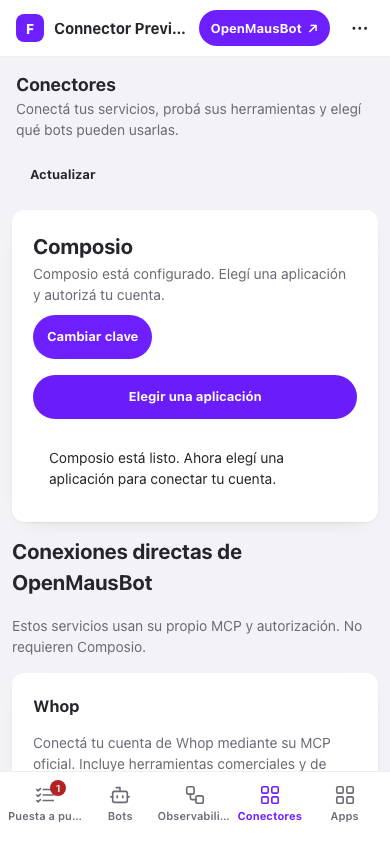 F
Connector Previ...
OpenMausBot ↗
...
Conectores
Conectá tus servicios, probá sus herramientas y elegí
qué bots pueden usarlas.
Actualizar
Composio
Composio está configurado. Elegí una aplicación
y autorizá tu cuenta.
Cambiar clave
Elegir una aplicación
Composio está listo. Ahora elegí una
aplicación para conectar tu cuenta.
Conexiones directas de
OpenMausBot
Estos servicios usan su propio MCP y autorización. No
requieren Composio.
Whop
Conectá tu cuenta de Whop mediante su MCP
oficial. Incluye herramientas comerciales y de
1
Puesta a pu...
Bots
Observabili...
Conectores
Apps